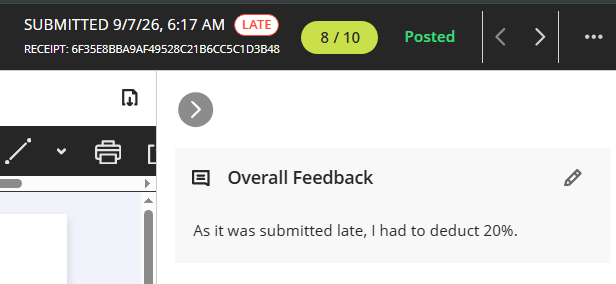 SUBMITTED 9/7/26, 6:17 AM LATE
RECEIPT: 6F35E8BBA9AF49528C21B6CC5C1D3B48
8 / 10
Posted
Overall Feedback
As it was submitted late, I had to deduct 20%.